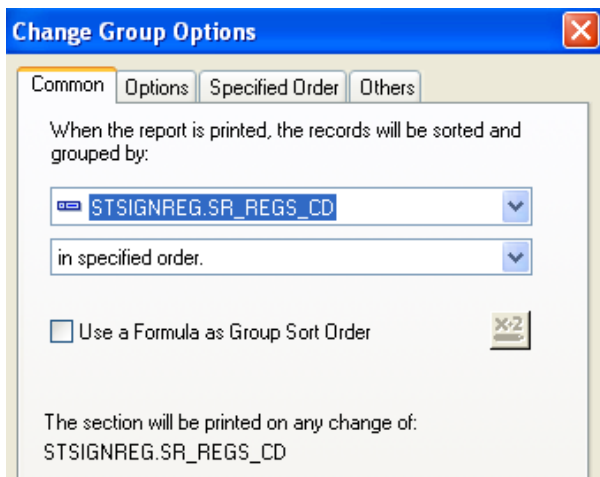 Change Group Options
Common Options Specified Order Others
When the report is printed, the records will be sorted and
grouped by:
STSIGNREG.SR_REGS_CD
in specified order.
Use a Formula as Group Sort Order
X·2
The section will be printed on any change of:
STSIGNREG.SR_REGS_CD